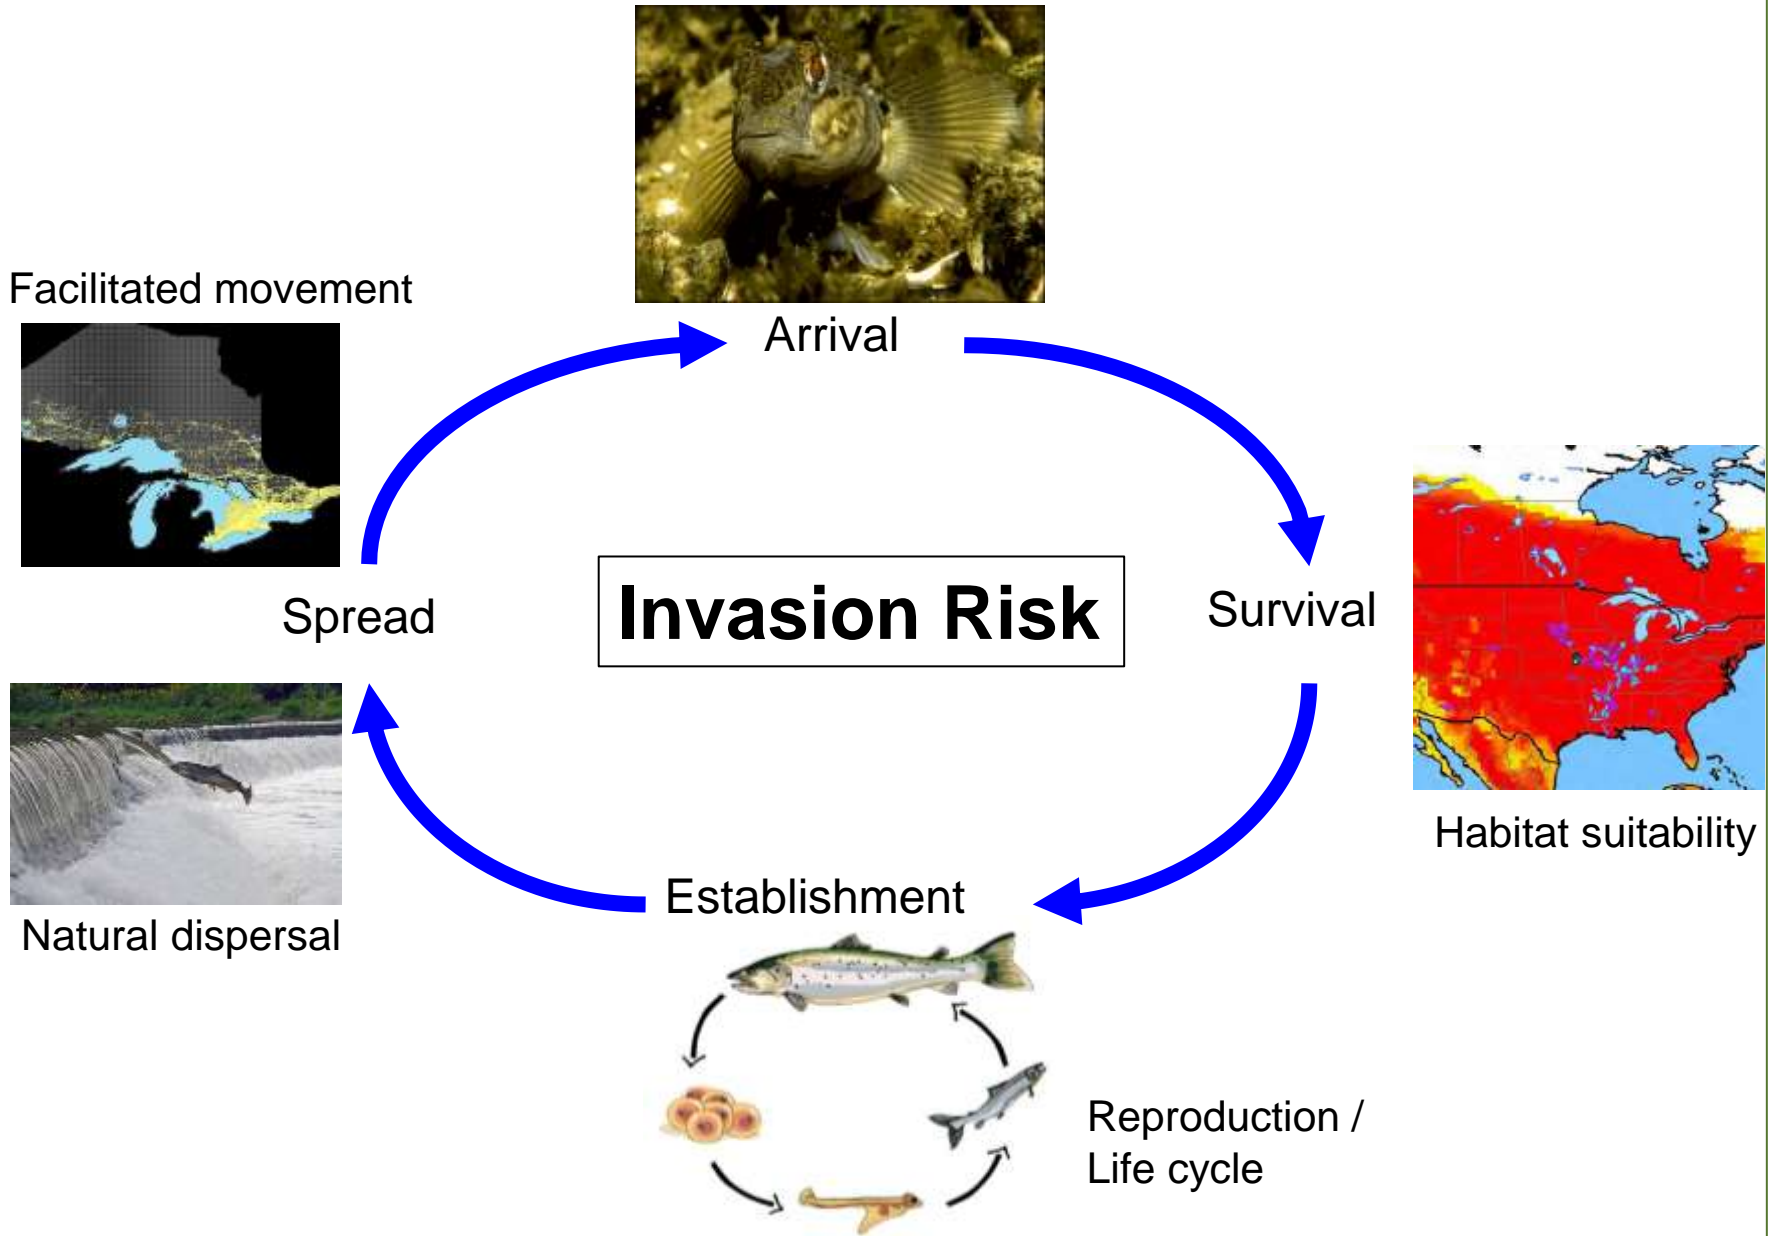 Facilitated movement
Arrival
Spread
Invasion Risk
Survival
Habitat suitability
Establishment
Natural dispersal
Reproduction /
Life cycle